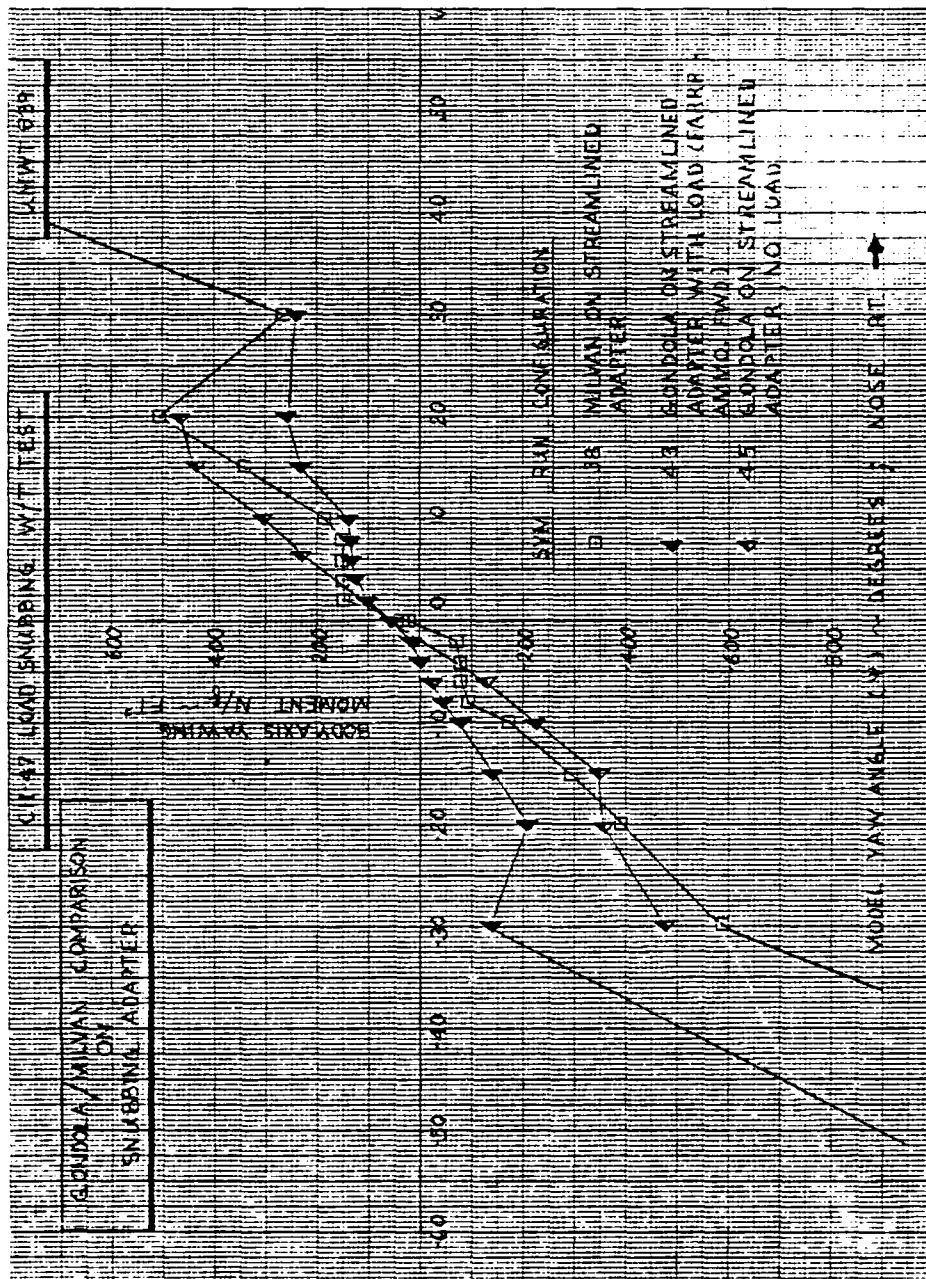 CH-47 LOAD SNUBBING W/T TEST
UHWT 039
GONDOLA/MILVAN COMPARISON
ON
SNUBBING ADAPTER
BODY AXIS YAWING
MOMENT N/q ~ FT³
600
400
200
-200
-400
-600
-800
-60
-50
-40
-30
-20
-10
0
10
20
30
40
50
SYM RUN CONFIGURATION
38 MILVAN ON STREAMLINED
ADAPTER
43 GONDOLA ON STREAMLINED
ADAPTER WITH LOAD (FARRP,
AMMO. FWD.)
45 GONDOLA ON STREAMLINED
ADAPTER, NO LOAD
MODEL YAW ANGLE (Ψ) ~ DEGREES ; NOSE RT.